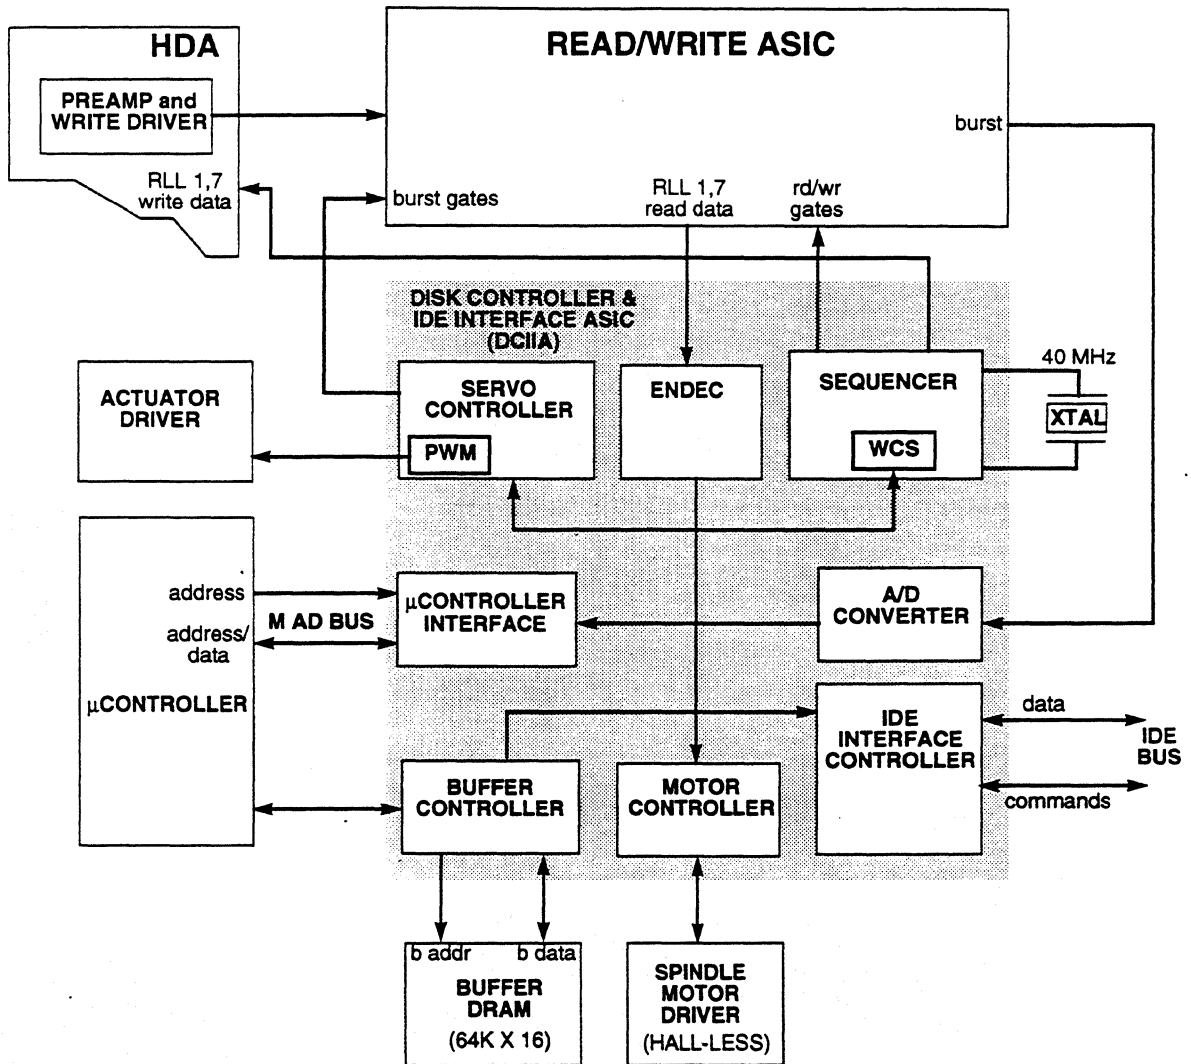 HDA
READ/WRITE ASIC
PREAMP and
WRITE DRIVER
burst
RLL 1,7
write data
burst gates
RLL 1,7
read data
rd/wr
gates
DISK CONTROLLER &
IDE INTERFACE ASIC
(DCIIA)
ACTUATOR
DRIVER
SERVO
CONTROLLER
PWM
ENDEC
SEQUENCER
WCS
40 MHz
XTAL
address
M AD BUS
address/
data
µCONTROLLER
µCONTROLLER
INTERFACE
A/D
CONVERTER
IDE
INTERFACE
CONTROLLER
data
IDE
BUS
commands
BUFFER
CONTROLLER
MOTOR
CONTROLLER
b addr
b data
BUFFER
DRAM
(64K X 16)
SPINDLE
MOTOR
DRIVER
(HALL-LESS)